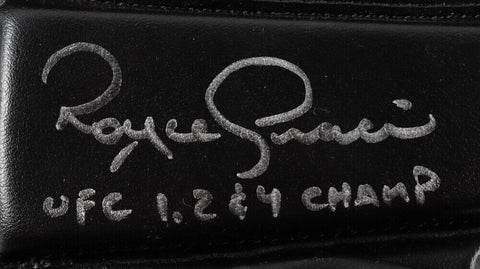 Royce Gracie
UFC 1, 2 & 4 CHAMP